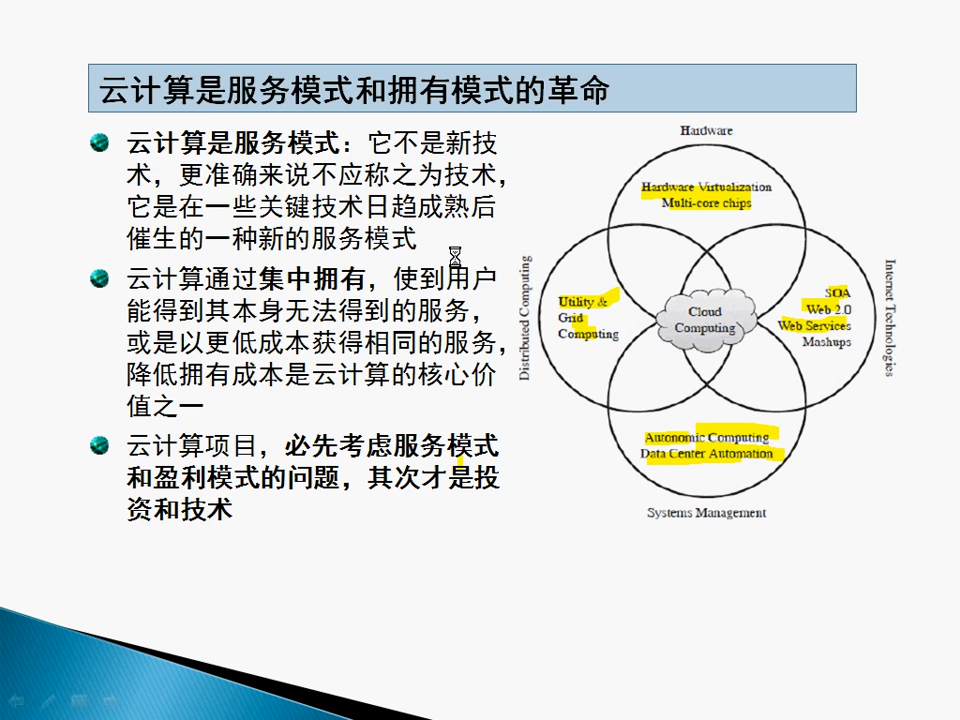 云计算是服务模式和拥有模式的革命
云计算是服务模式：它不是新技
术，更准确来说不应称之为技术，
它是在一些关键技术日趋成熟后
催生的一种新的服务模式
云计算通过集中拥有，使到用户
能得到其本身无法得到的服务，
或是以更低成本获得相同的服务，
降低拥有成本是云计算的核心价
值之一
云计算项目，必先考虑服务模式
和盈利模式的问题，其次才是投
资和技术
Hardware
Hardware Virtualization
Multi-core chips
Distributed Computing
Utility &
Grid
Computing
Cloud
Computing
SOA
Web 2.0
Web Services
Mashups
Internet Technologies
Autonomic Computing
Data Center Automation
Systems Management